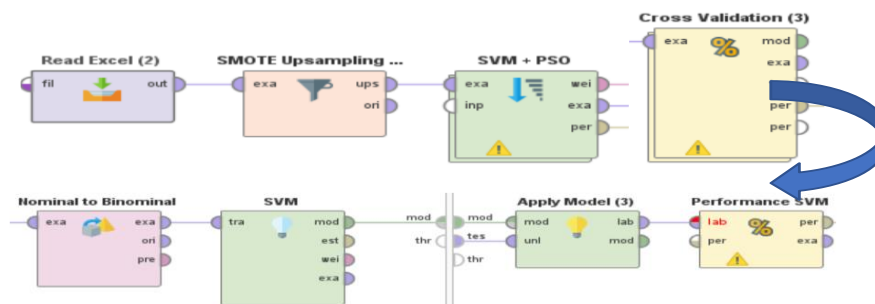 Cross Validation (3)
Read Excel (2) SMOTE Upsampling ... SVM + PSO
exa mod
fil out exa ups exa wei exa
ori inp exa per
per per
Nominal to Binominal SVM Apply Model (3) Performance SVM
exa exa tra mod mod mod mod lab lab per
ori est thr tes unl mod per exa
pre wei thr
exa